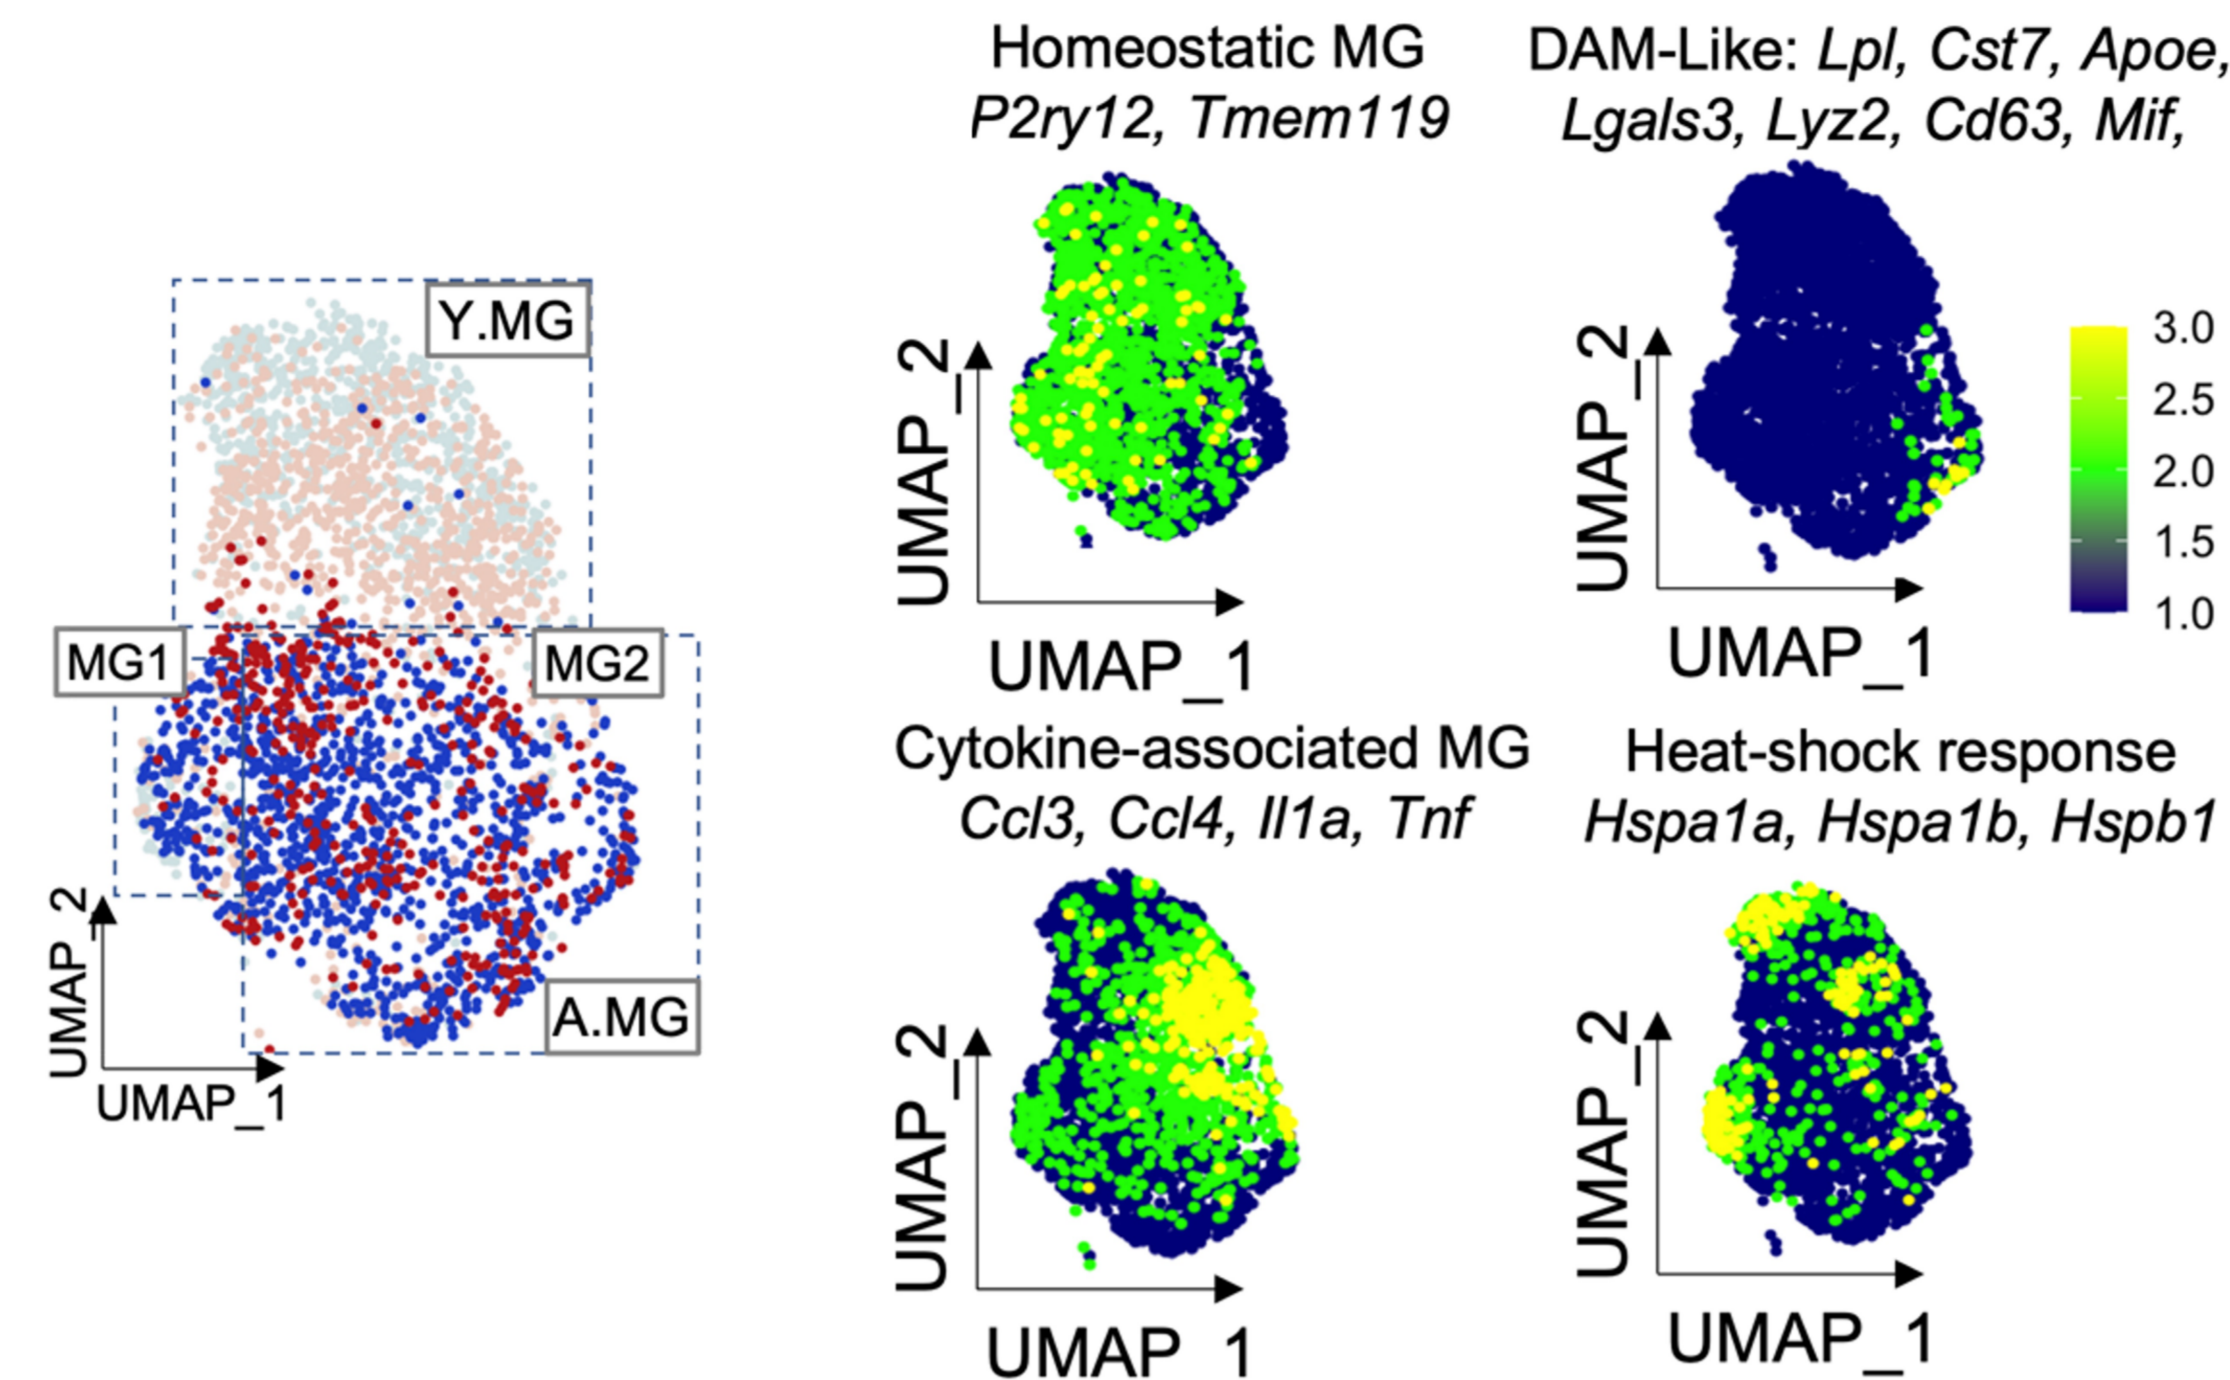 Y.MG
MG1
MG2
A.MG
UMAP_2
UMAP_1
Homeostatic MG
P2ry12, Tmem119
UMAP_2
UMAP_1
DAM-Like: Lpl, Cst7, Apoe,
Lgals3, Lyz2, Cd63, Mif,
UMAP_2
UMAP_1
3.0
2.5
2.0
1.5
1.0
Cytokine-associated MG
Ccl3, Ccl4, Il1a, Tnf
UMAP_2
UMAP_1
Heat-shock response
Hspa1a, Hspa1b, Hspb1
UMAP_2
UMAP_1